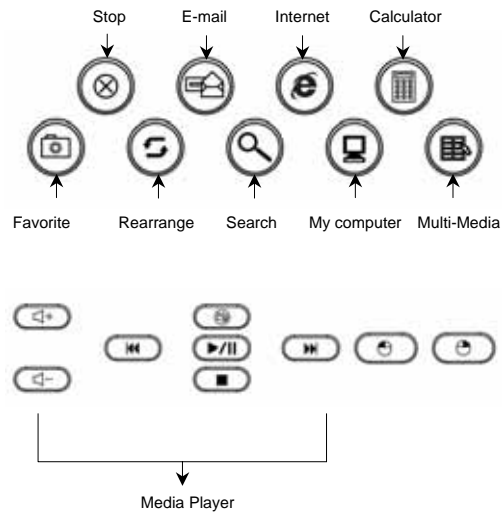 Stop E-mail Internet Calculator
Favorite Rearrange Search My computer Multi-Media
Media Player